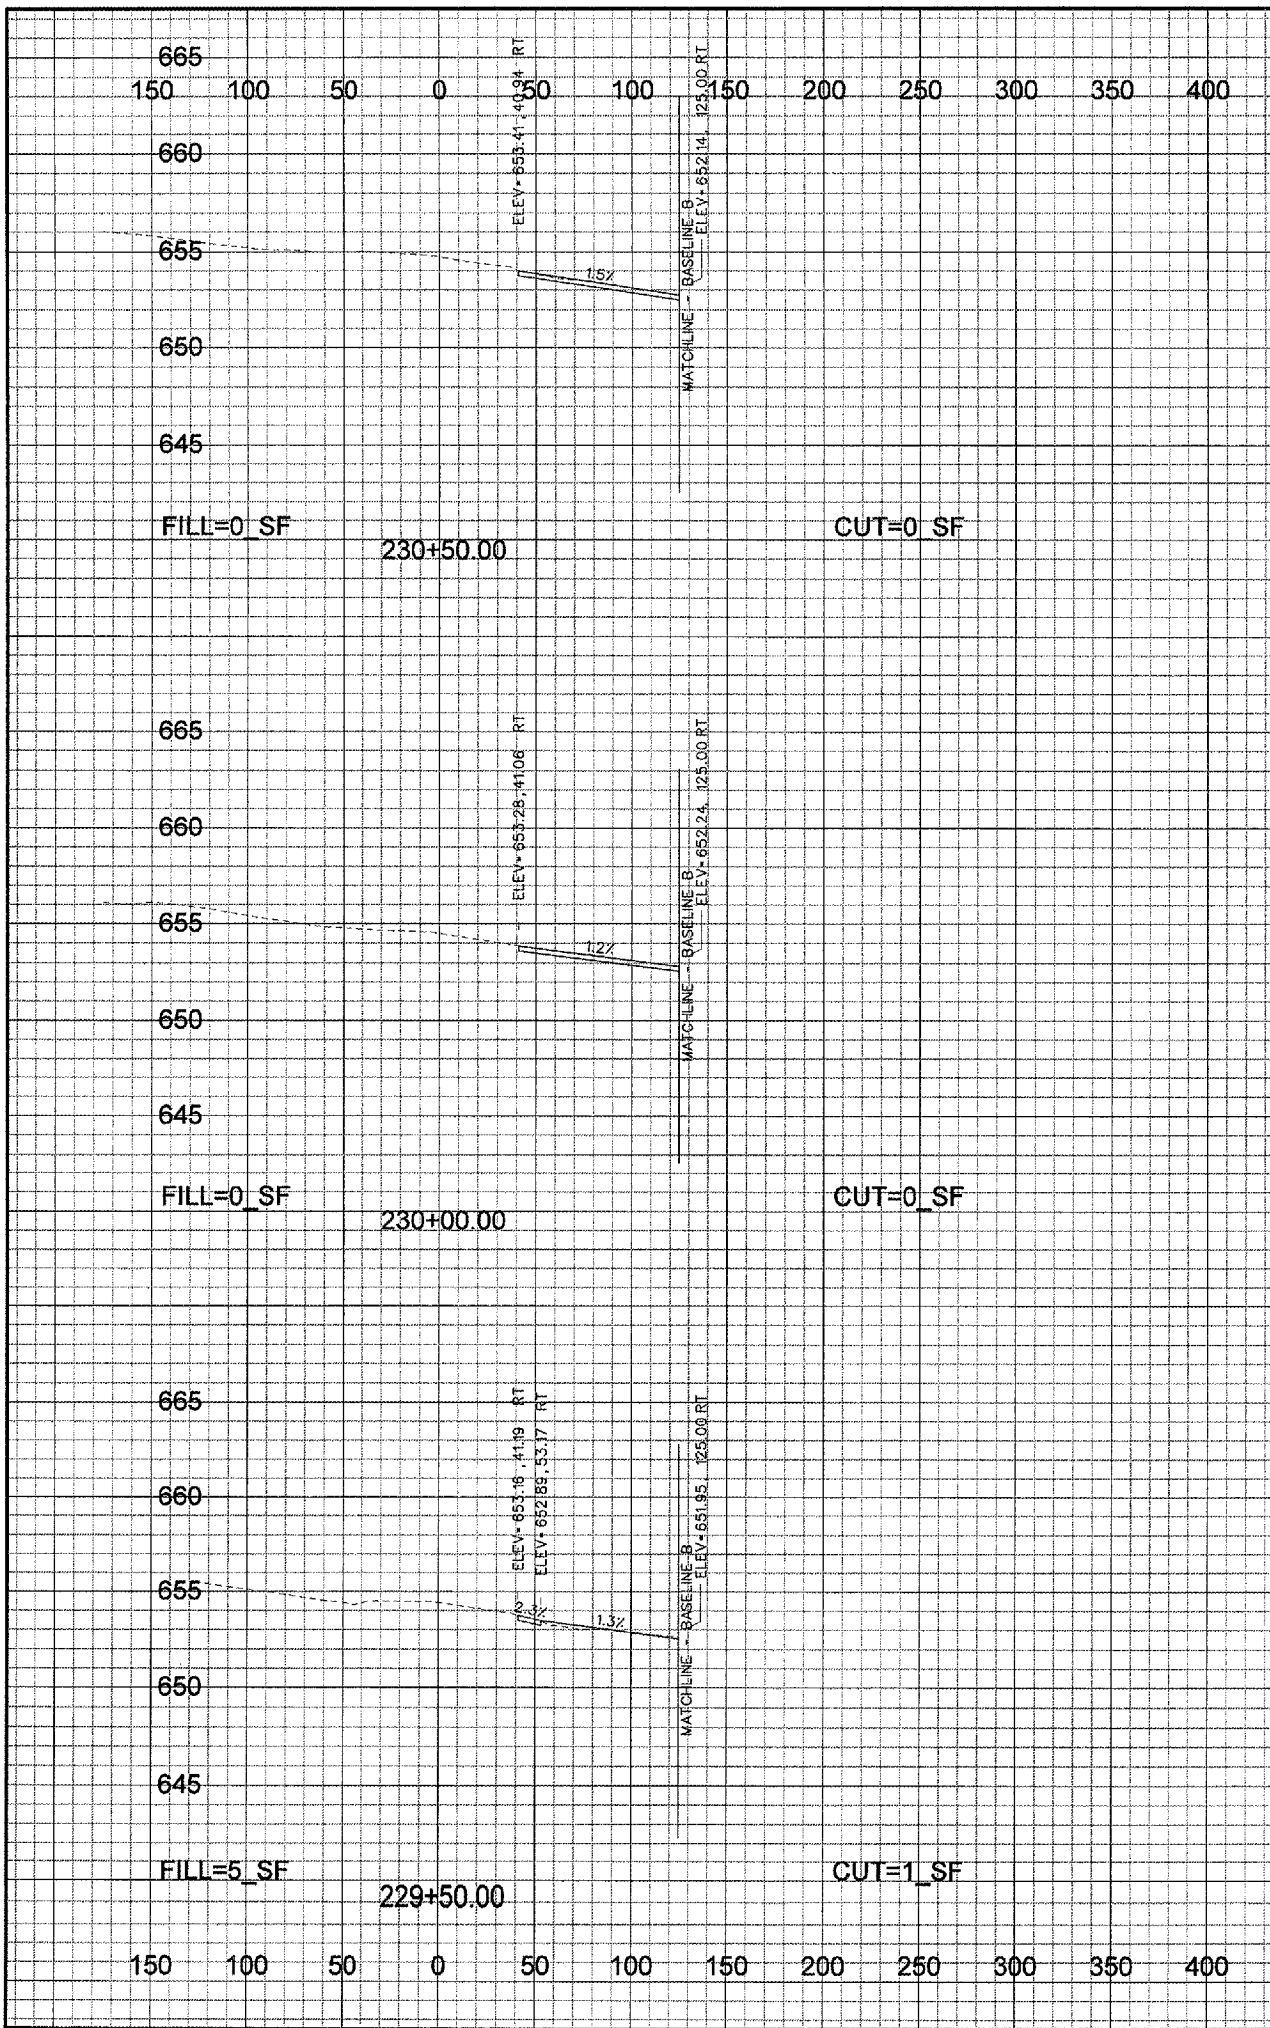 665
150 100 50 0 50 100 150 200 250 300 350 400
ELEV=653.41, 40.94 RT
ELEV=652.14, 125.00 RT
660
655
1.5%
MATCHLINE - BASELINE B
650
645
FILL=0_SF
CUT=0_SF
230+50.00
665
ELEV=653.28, 41.06 RT
ELEV=652.24, 125.00 RT
660
655
1.2%
MATCHLINE - BASELINE B
650
645
FILL=0_SF
CUT=0_SF
230+00.00
665
ELEV=653.16, 41.19 RT
ELEV=652.89, 53.17 RT
ELEV=651.95, 125.00 RT
660
655
2.3%
1.3%
MATCHLINE - BASELINE B
650
645
FILL=5_SF
CUT=1_SF
229+50.00
150 100 50 0 50 100 150 200 250 300 350 400